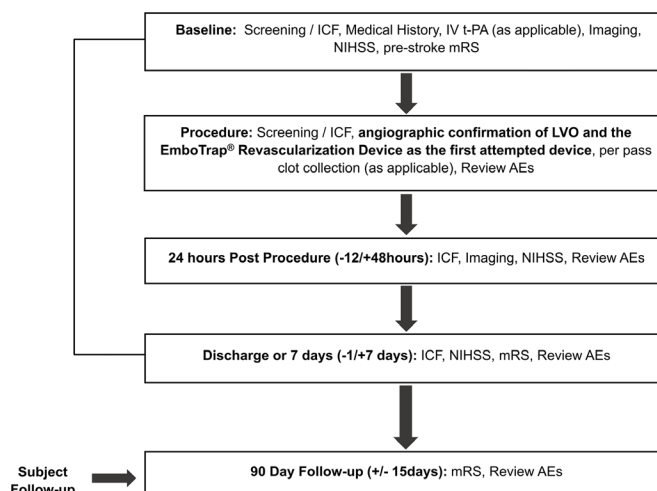 Baseline: Screening / ICF, Medical History, IV t-PA (as applicable), Imaging,
NIHSS, pre-stroke mRS
Procedure: Screening / ICF, angiographic confirmation of LVO and the
EmboTrap® Revascularization Device as the first attempted device, per pass
clot collection (as applicable), Review AEs
24 hours Post Procedure (-12/+48hours): ICF, Imaging, NIHSS, Review AEs
Discharge or 7 days (-1/+7 days): ICF, NIHSS, mRS, Review AEs
Subject
Follow-up
90 Day Follow-up (+/- 15days): mRS, Review AEs